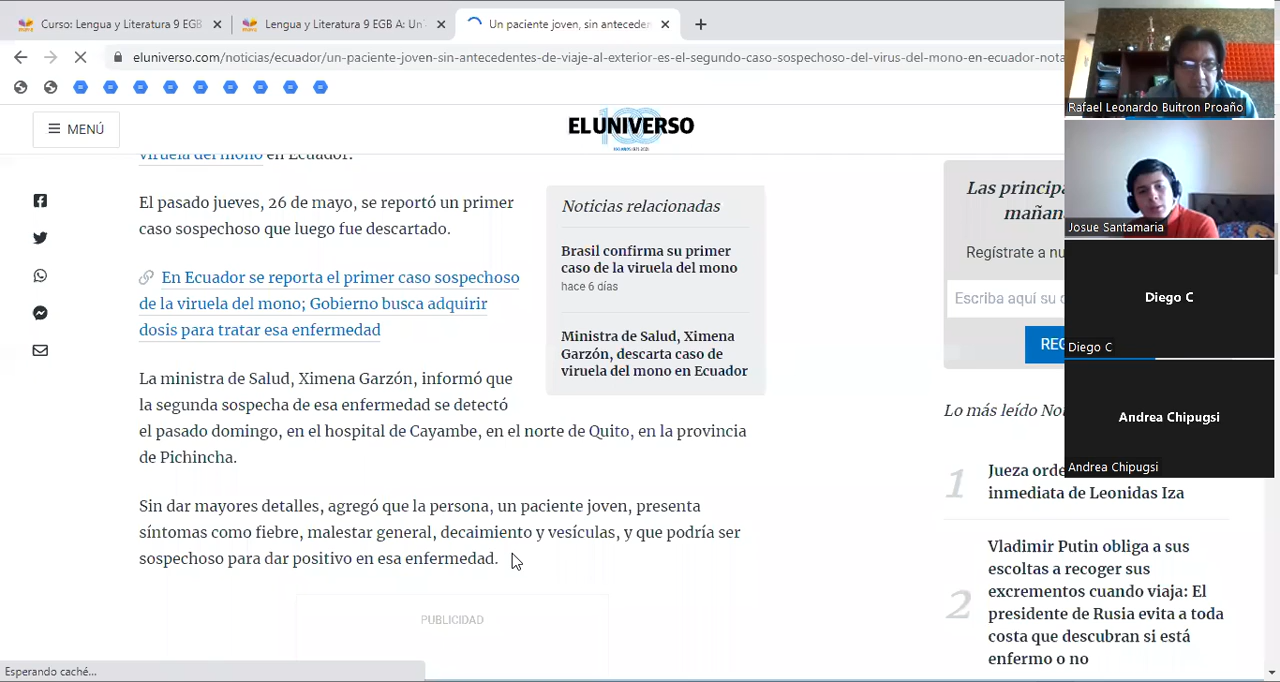 Curso: Lengua y Literatura 9 EGB
Lengua y Literatura 9 EGB A: Un
Un paciente joven, sin anteceden
eluniverso.com/noticias/ecuador/un-paciente-joven-sin-antecedentes-de-viaje-al-exterior-es-el-segundo-caso-sospechoso-del-virus-del-mono-en-ecuador-nota
MENÚ
EL UNIVERSO
viruela del mono en Ecuador.
El pasado jueves, 26 de mayo, se reportó un primer
caso sospechoso que luego fue descartado.
En Ecuador se reporta el primer caso sospechoso
de la viruela del mono; Gobierno busca adquirir
dosis para tratar esa enfermedad
La ministra de Salud, Ximena Garzón, informó que
la segunda sospecha de esa enfermedad se detectó
el pasado domingo, en el hospital de Cayambe, en el norte de Quito, en la provincia
de Pichincha.
Sin dar mayores detalles, agregó que la persona, un paciente joven, presenta
síntomas como fiebre, malestar general, decaimiento y vesículas, y que podría ser
sospechoso para dar positivo en esa enfermedad.
PUBLICIDAD
Noticias relacionadas
Brasil confirma su primer
caso de la viruela del mono
hace 6 días
Ministra de Salud, Ximena
Garzón, descarta caso de
viruela del mono en Ecuador
Las principa
mañan
Regístrate a nu
Escriba aquí su c
REG
Lo más leído Not
1
Jueza orde
inmediata de Leonidas Iza
2
Vladimir Putin obliga a sus
escoltas a recoger sus
excrementos cuando viaja: El
presidente de Rusia evita a toda
costa que descubran si está
enfermo o no
Rafael Leonardo Buitron Proaño
Josue Santamaria
Diego C
Diego C
Andrea Chipugsi
Andrea Chipugsi
Esperando caché...